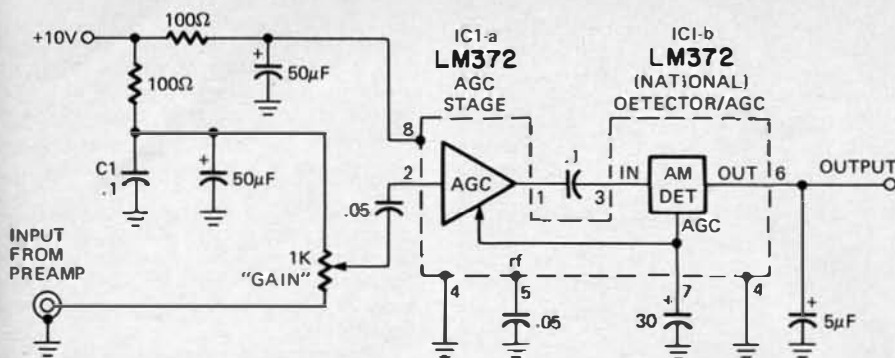 +10V
100Ω
100Ω
+
50μF
C1
.1
+
50μF
INPUT
FROM
PREAMP
1K
"GAIN"
.05
IC1-a
LM372
AGC
STAGE
8
2
AGC
1
.1
3
ICI-b
LM372
(NATIONAL)
DETECTOR/AGC
IN
AM
DET
OUT
6
OUTPUT
AGC
rf
4
5
.05
7
+
30
4
+
5μF